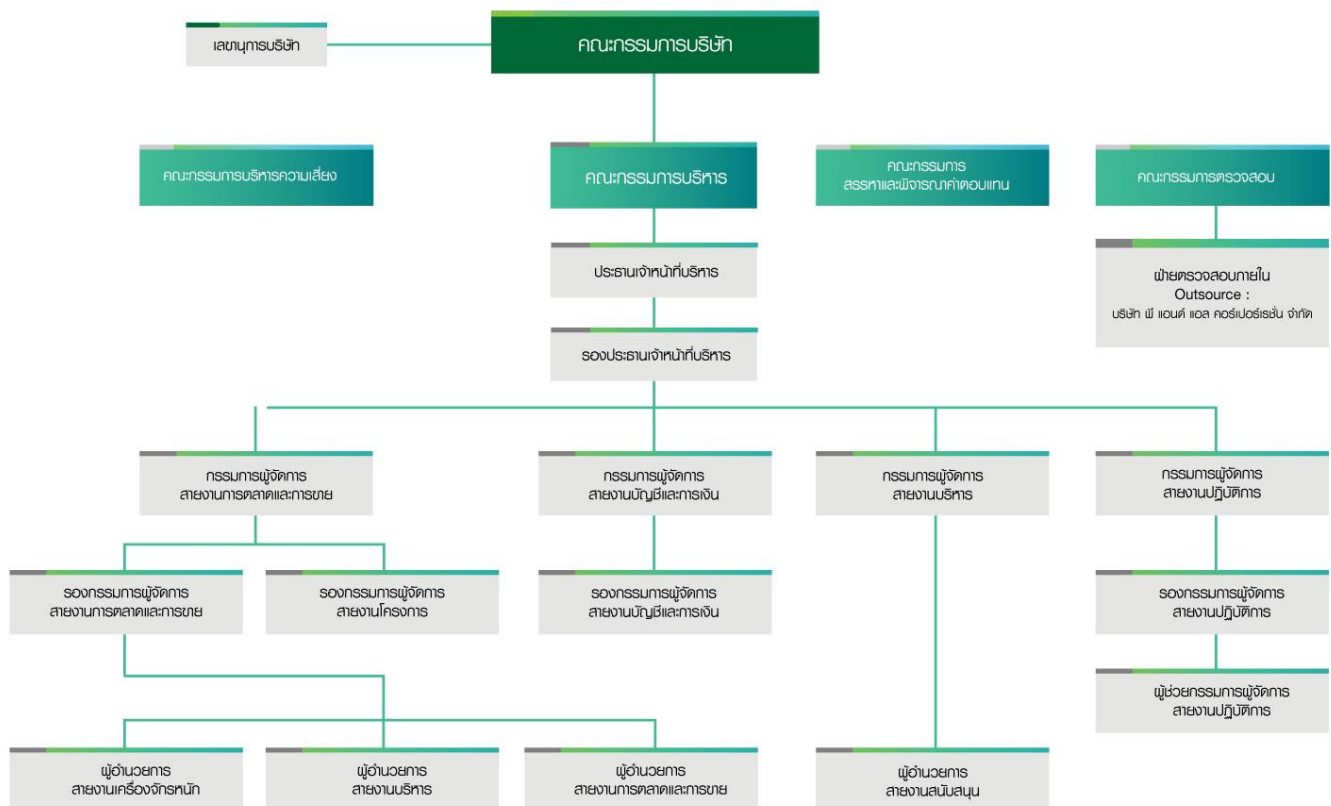 เลขานุการบริษัท
คณะกรรมการบริษัท
คณะกรรมการบริหารความเสี่ยง
คณะกรรมการบริหาร
คณะกรรมการ
สรรหาและพิจารณาค่าตอบแทน
คณะกรรมการตรวจสอบ
ประธานเจ้าหน้าที่บริหาร
ฝ่ายตรวจสอบภายใน
Outsource :
บริษัท พี แอนด์ แอล คอร์เปอร์เรชั่น จำกัด
รองประธานเจ้าหน้าที่บริหาร
กรรมการผู้จัดการ
สายงานการตลาดและการขาย
กรรมการผู้จัดการ
สายงานบัญชีและการเงิน
กรรมการผู้จัดการ
สายงานบริหาร
กรรมการผู้จัดการ
สายงานปฏิบัติการ
รองกรรมการผู้จัดการ
สายงานการตลาดและการขาย
รองกรรมการผู้จัดการ
สายงานโครงการ
รองกรรมการผู้จัดการ
สายงานบัญชีและการเงิน
รองกรรมการผู้จัดการ
สายงานปฏิบัติการ
ผู้ช่วยกรรมการผู้จัดการ
สายงานปฏิบัติการ
ผู้อำนวยการ
สายงานเครื่องจักรหนัก
ผู้อำนวยการ
สายงานบริหาร
ผู้อำนวยการ
สายงานการตลาดและการขาย
ผู้อำนวยการ
สายงานสนับสนุน